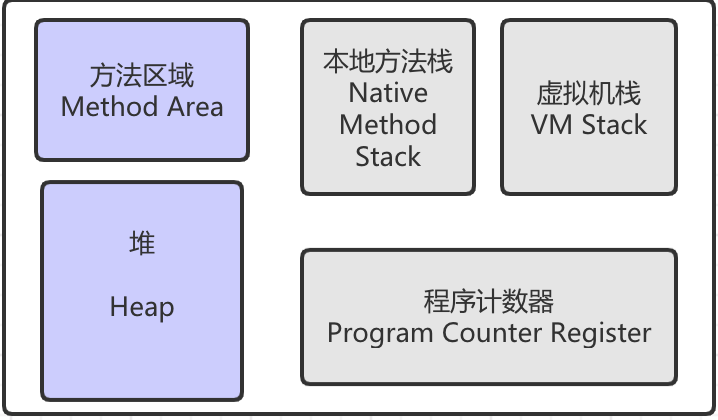 方法区域
Method Area
本地方法栈
Native
Method
Stack
虚拟机栈
VM Stack
堆
Heap
程序计数器
Program Counter Register